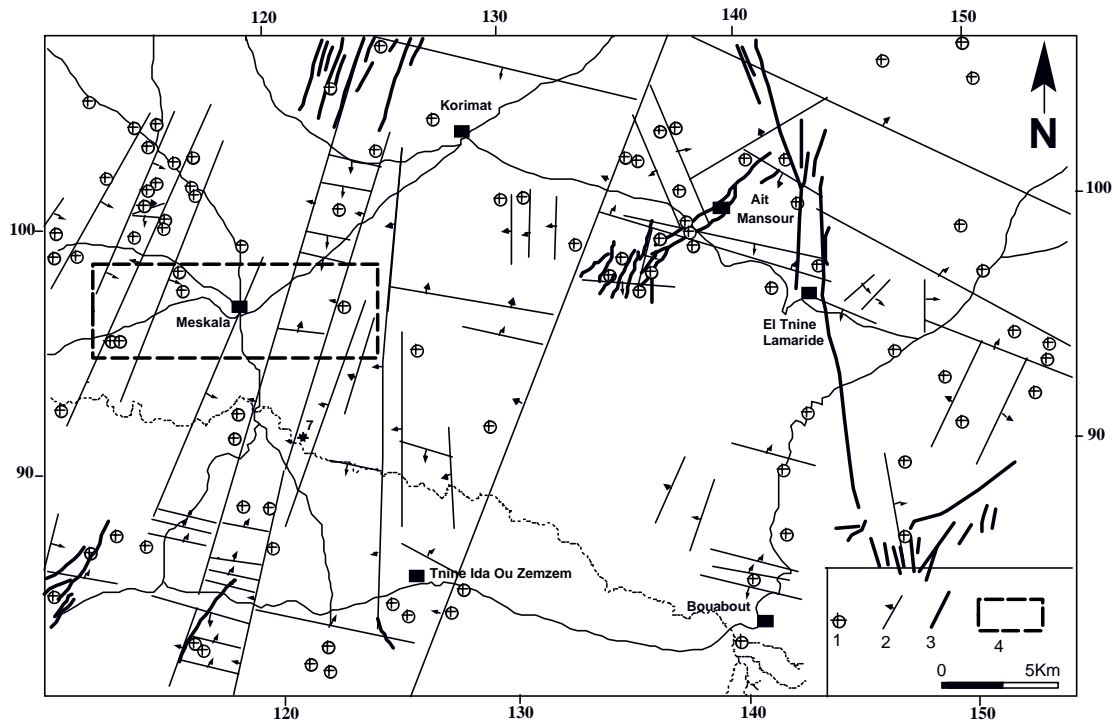 120
130
140
150
Korimat
N
100
Ait
Mansour
100
Meskala
El Tnine
Lamaride
7
90
90
Tnine Ida Ou Zemzem
Bouabout
1
2
3
4
0
5Km
120
130
140
150